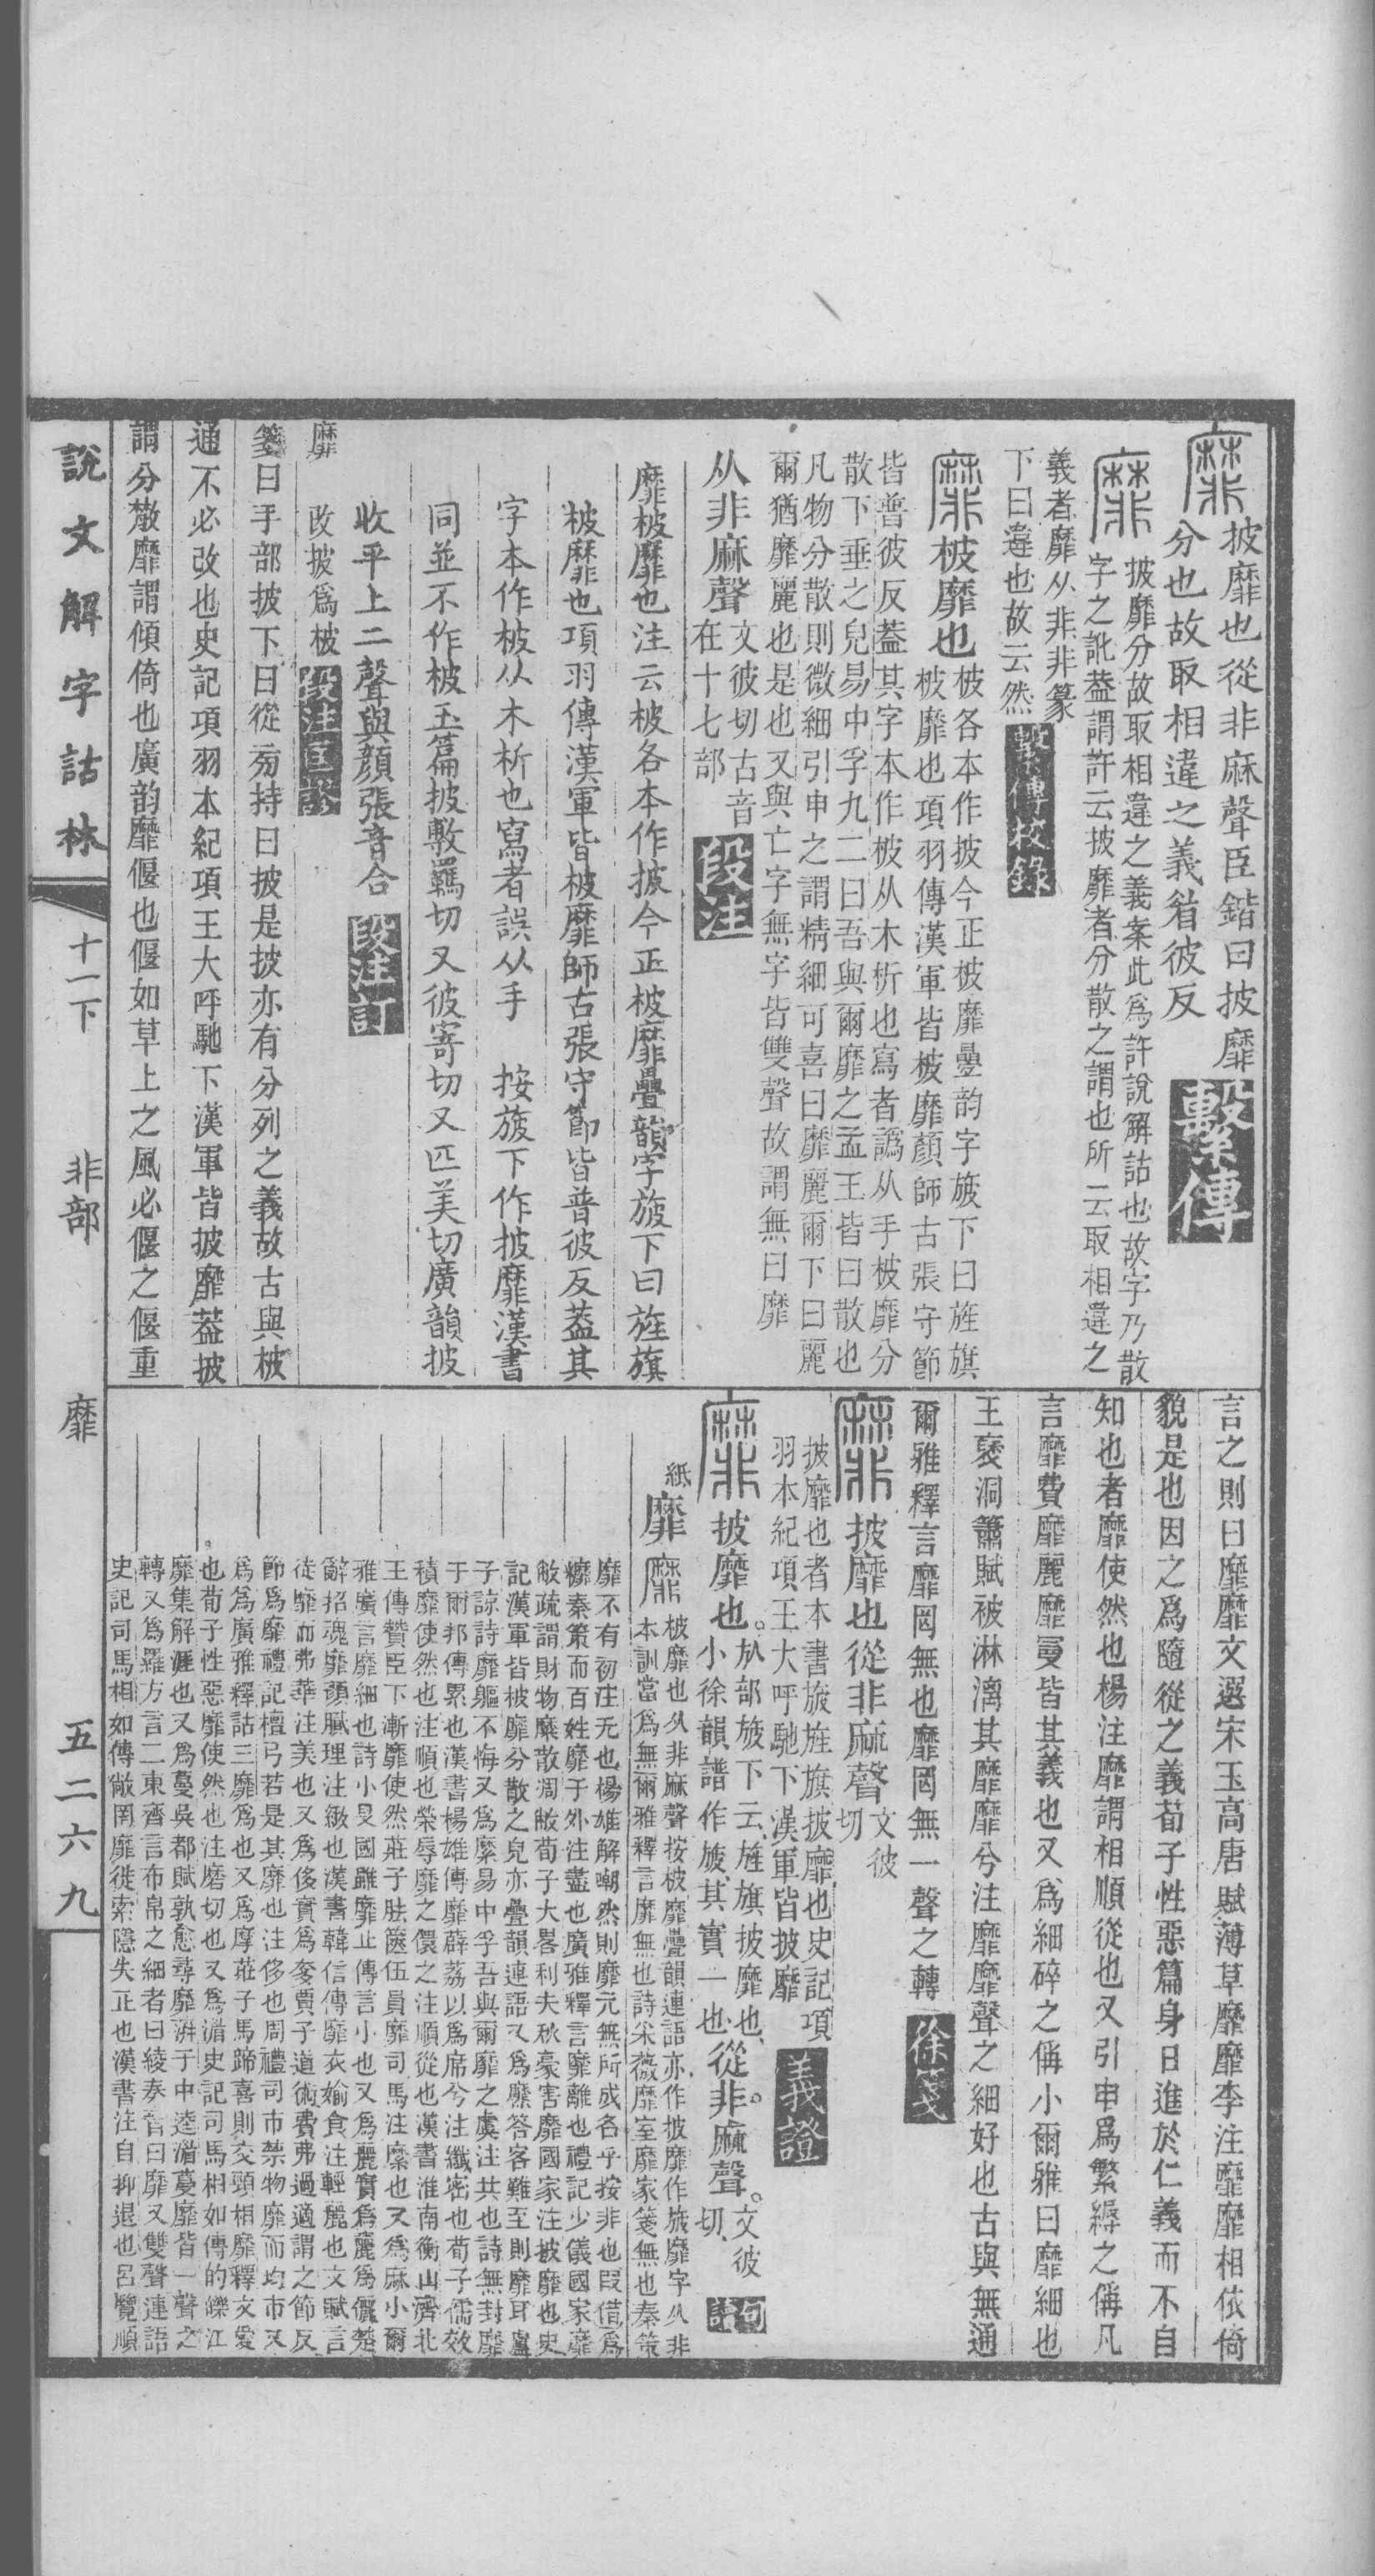 靡披靡也從非麻聲臣鍇曰披靡
分也故取相違之義㫺彼反 繫傳
靡披靡分故取相違之義案此爲許說解詁也故字乃散
字之訛葢謂許云披靡者分散之謂也所云取相違之
義者靡从非非篆
下曰違也故云然 繫傳校錄
靡柀靡也
柀各本作披今正柀靡曡韵字旇下曰旌旗
柀靡也項羽傳漢軍皆柀靡顏師古張守節
皆普彼反葢其字本作柀从木析也寫者譌从手柀靡分
散下垂之皃易中孚九二曰吾與爾靡之孟王皆曰散也
凡物分散則微細引申之謂精細可喜曰靡麗爾下曰麗
爾猶靡麗也是也又與亡字無字皆雙聲故謂無曰靡
从非麻聲
文彼切古音
在十七部 段注
靡柀靡也注云柀各本作披今正柀靡疊韻字旇下曰旌旗
柀靡也項羽傳漢軍皆柀靡師古張守節皆普彼反葢其
字本作柀从木析也寫者誤从手 按旇下作披靡漢書
同並不作柀玉篇披敷羈切又彼寄切又匹美切廣韻披
收平上二聲與顏張音合 段注訂
靡 改披爲柀 段注匡謬
箋曰手部披下曰從旁持曰披是披亦有分列之義故古與柀
通不必改也史記項羽本紀項王大呼馳下漢軍皆披靡葢披
謂分散靡謂傾倚也廣韵靡偃也偃如草上之風必偃之偃重
言之則曰靡靡文選宋玉高唐賦薄草靡靡李注靡靡相依倚
貌是也因之爲隨從之義荀子性惡篇身日進於仁義而不自
知也者靡使然也楊注靡謂相順從也又引申爲繁縟之偁凡
言靡費靡麗靡曼皆其義也又爲細碎之偁小爾雅曰靡細也
王褒洞簫賦被淋漓其靡靡兮注靡靡聲之細好也古與無通
爾雅釋言靡罔無也靡罔無一聲之轉 徐箋
靡披靡也從非麻聲
文彼
切
披靡也者本書旇旌旗披靡也史記項
羽本紀項王大呼馳下漢軍皆披靡 義證
靡披靡也。
㫃部旇下云、旌旗披靡也、
小徐韻譜作旇、其實一也
從非。麻聲。
文彼
切、 句讀
紙 靡 靡
柀靡也从非麻聲按柀靡疊韻連語亦作披靡作旇靡字从非
本訓當爲無爾雅釋言靡無也詩采薇靡室靡家箋無也秦策
靡不有初注无也楊雄解嘲然則靡元無所成名乎按非也叚借爲
糜秦策而百姓靡于外注盡也廣雅釋言靡離也禮記少儀國家靡
敝疏謂財物糜散凋敝荀子大畧利夫秋豪害靡國家注披靡也史
記漢軍皆柀靡分散之皃亦疊韻連語又爲縻答客難至則靡耳盧
子諒詩靡軀不悔又爲縻易中孚吾與爾靡之虞注共也詩無封靡
于爾邦傳累也漢書楊雄傳靡薜荔以爲席兮注纖密也荀子儒效
積靡使然也注順也榮辱靡之儇之注順從也漢書淮南衡山濟北
王傳贊臣下漸靡使然莊子胠篋伍員靡司馬注糜也又爲麻小爾
雅廣言靡細也詩小旻國雖靡止傳言小也又爲麗實爲麗爲儷楚
辭招魂靡顏膩理注緻也漢書韓信傳靡衣媮食注輕麗也文賦言
徒靡而弗華注美也又爲侈實爲奓賈子道術費弗過適謂之節反
節爲靡禮記檀弓若是其靡也注侈也周禮司市禁物靡而均市又
爲爲廣雅釋詁三靡爲也又爲摩莊子馬蹄喜則交頸相靡釋文愛
也荀子性惡靡使然也注磨切也又爲湄史記司馬相如傳的皪江
靡集解涯也又爲蔓吳都賦孰愈尋靡蓱于中逵湄蔓靡皆一聲之
轉又爲羅方言二東齊言布帛之細者曰綾秦晉曰靡又雙聲連語
史記司馬相如傳敞罔靡徙索隱失正也漢書注自抑退也呂覽順
說文解字詁林
十一下
非部
靡
五二六九